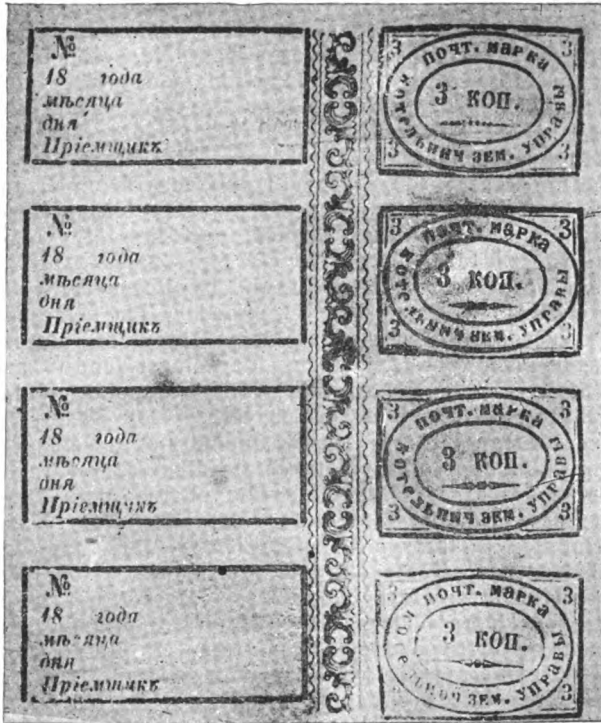 №
18 года
мѣсяца
дня
Пріемщикъ
3 3
ПОЧТ. МАРКА
3 КОП.
КОТЕЛЬНИЧ ЗЕМ. УПРАВЫ
3 3
№
18 года
мѣсяца
дня
Пріемщикъ
3 3
ПОЧТ. МАРКА
3 КОП.
КОТЕЛЬНИЧ ЗЕМ. УПРАВЫ
3 3
№
18 года
мѣсяца
дня
Пріемщикъ
3 3
ПОЧТ. МАРКА
3 КОП.
КОТЕЛЬНИЧ ЗЕМ. УПРАВЫ
3 3
№
18 года
мѣсяца
дня
Пріемщикъ
3
ПОЧТ. МАРКА
3 КОП.
ЗЕМ. УПРАВЫ
3